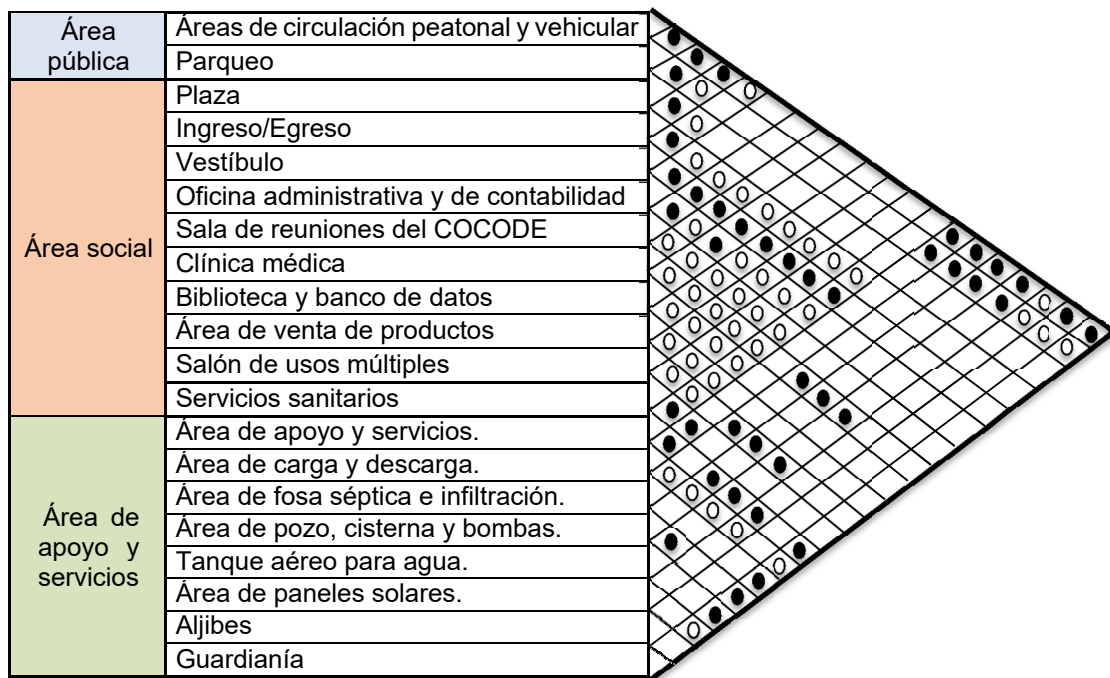 Área
pública
Áreas de circulación peatonal y vehicular
Parqueo
Área social
Plaza
Ingreso/Egreso
Vestíbulo
Oficina administrativa y de contabilidad
Sala de reuniones del COCODE
Clínica médica
Biblioteca y banco de datos
Área de venta de productos
Salón de usos múltiples
Servicios sanitarios
Área de
apoyo y
servicios
Área de apoyo y servicios.
Área de carga y descarga.
Área de fosa séptica e infiltración.
Área de pozo, cisterna y bombas.
Tanque aéreo para agua.
Área de paneles solares.
Aljibes
Guardianía